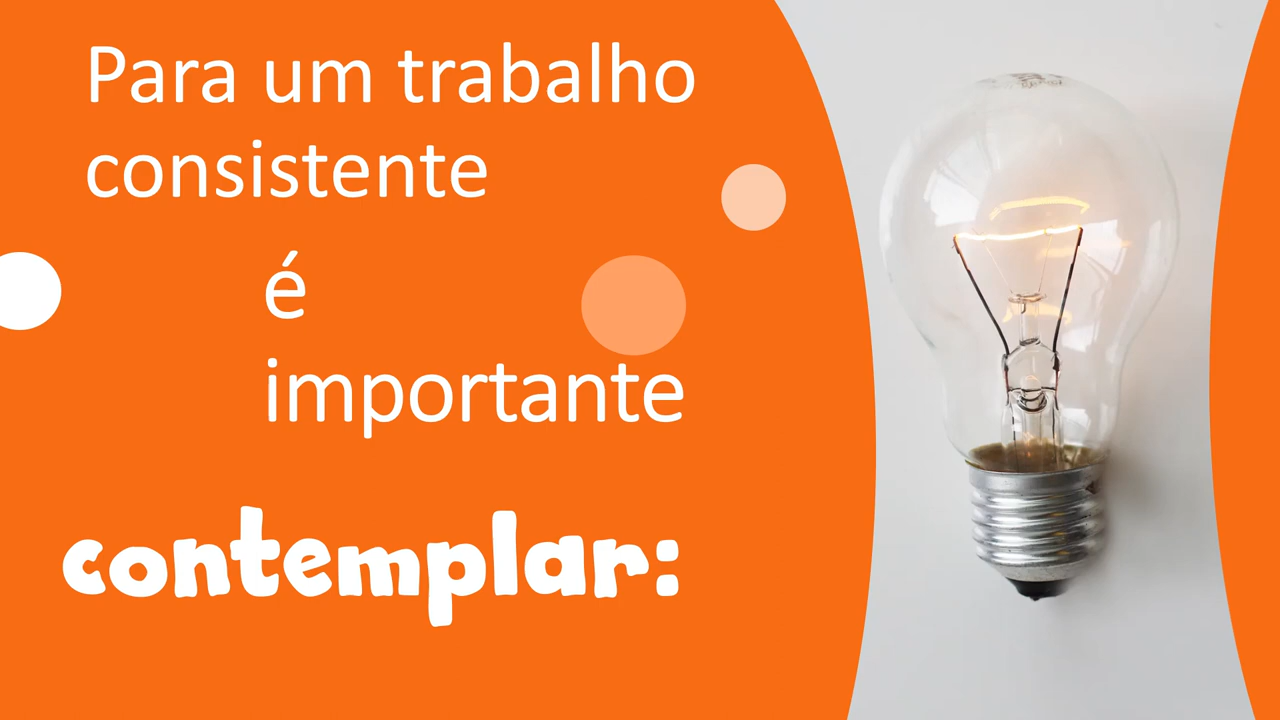 Para um trabalho
consistente
é
importante
contemplar: